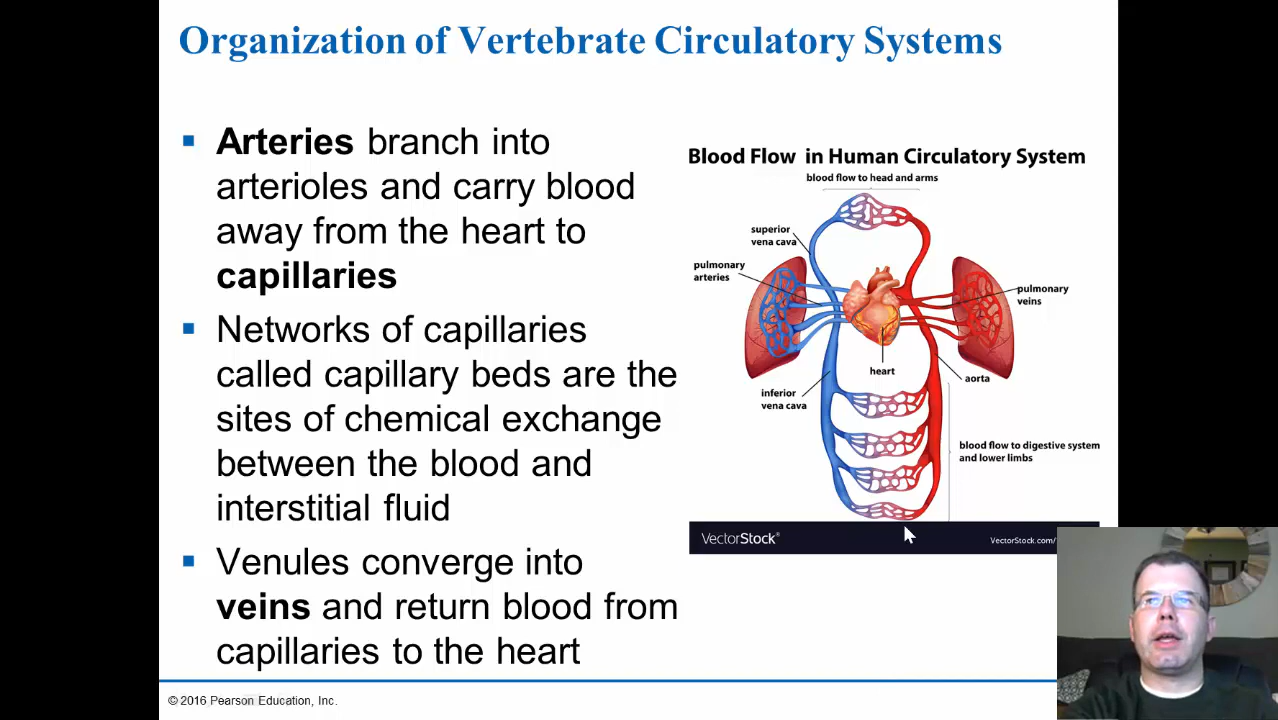 Organization of Vertebrate Circulatory Systems
Arteries branch into
arterioles and carry blood
away from the heart to
capillaries
Networks of capillaries
called capillary beds are the
sites of chemical exchange
between the blood and
interstitial fluid
Venules converge into
veins and return blood from
capillaries to the heart
Blood Flow in Human Circulatory System
blood flow to head and arms
superior
vena cava
pulmonary
arteries
pulmonary
veins
heart
aorta
inferior
vena cava
blood flow to digestive system
and lower limbs
VectorStock®
VectorStock.com/
© 2016 Pearson Education, Inc.